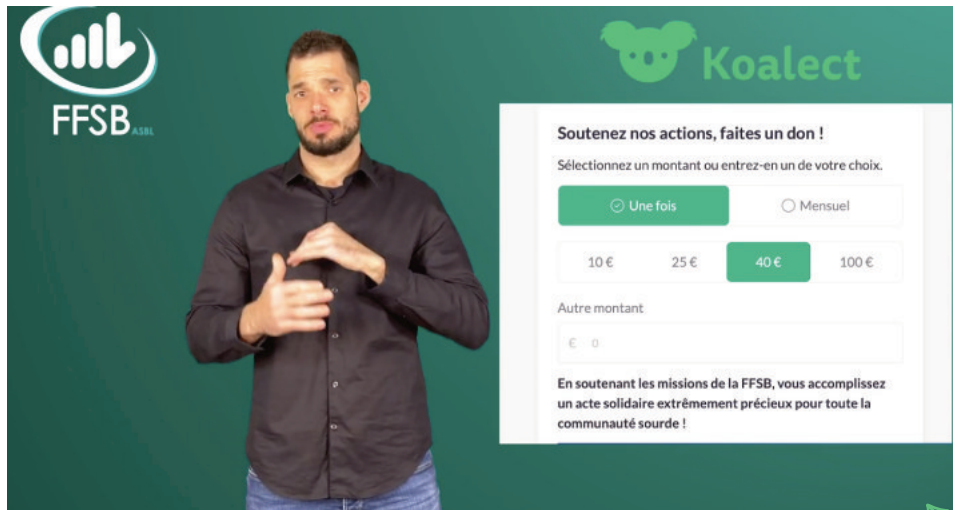 FFSB ASBL
Koalect
Soutenez nos actions, faites un don !
Sélectionnez un montant ou entrez-en un de votre choix.
Une fois Mensuel
10 € 25 € 40 € 100 €
Autre montant
€ 0
En soutenant les missions de la FFSB, vous accomplissez
un acte solidaire extrêmement précieux pour toute la
communauté sourde !